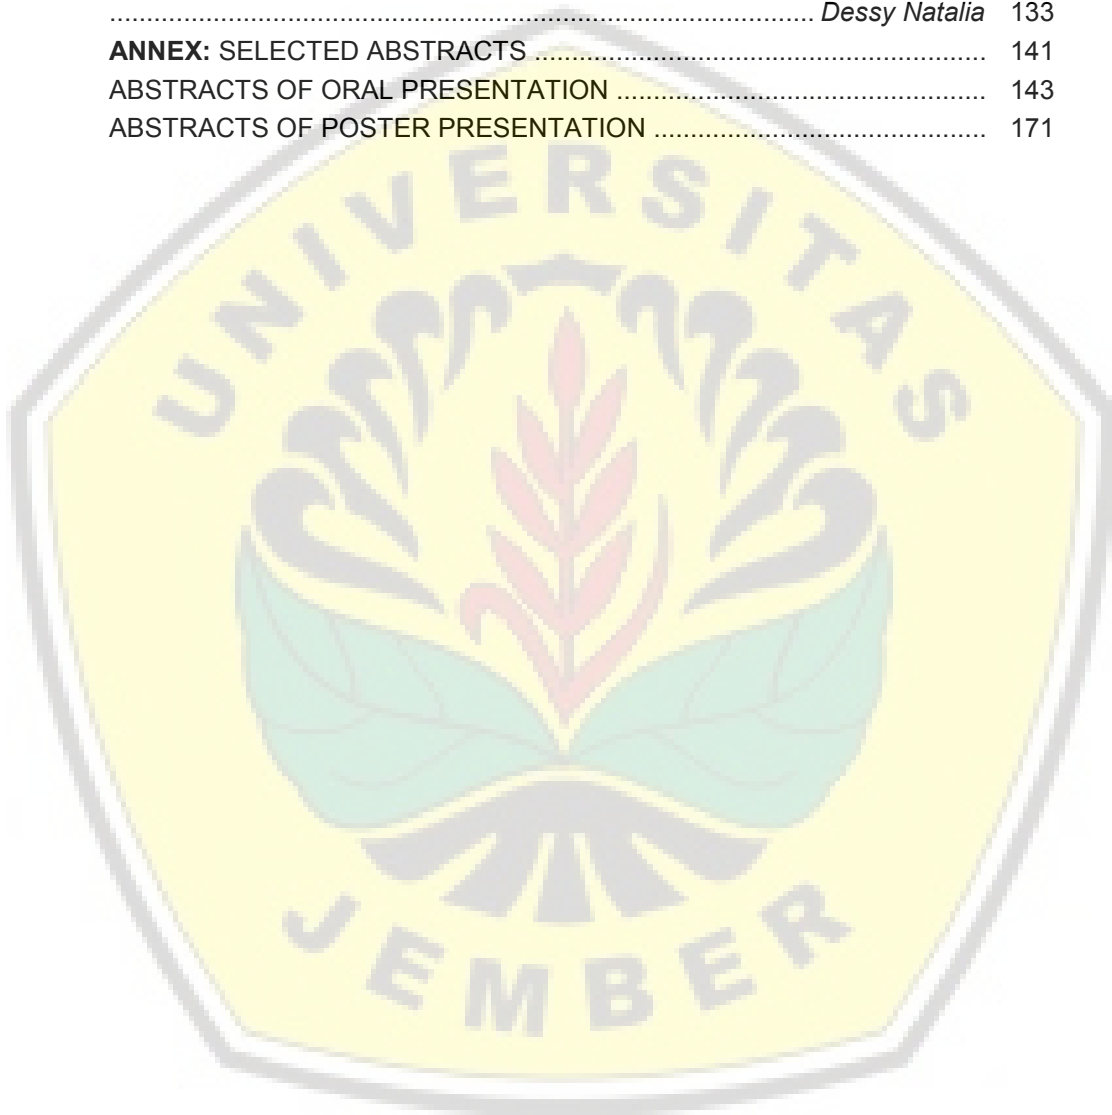 ........................................................................................... Dessy Natalia 133
ANNEX: SELECTED ABSTRACTS ............................................................. 141
ABSTRACTS OF ORAL PRESENTATION .................................................. 143
ABSTRACTS OF POSTER PRESENTATION ............................................. 171
UNIVERSITAS
JEMBER